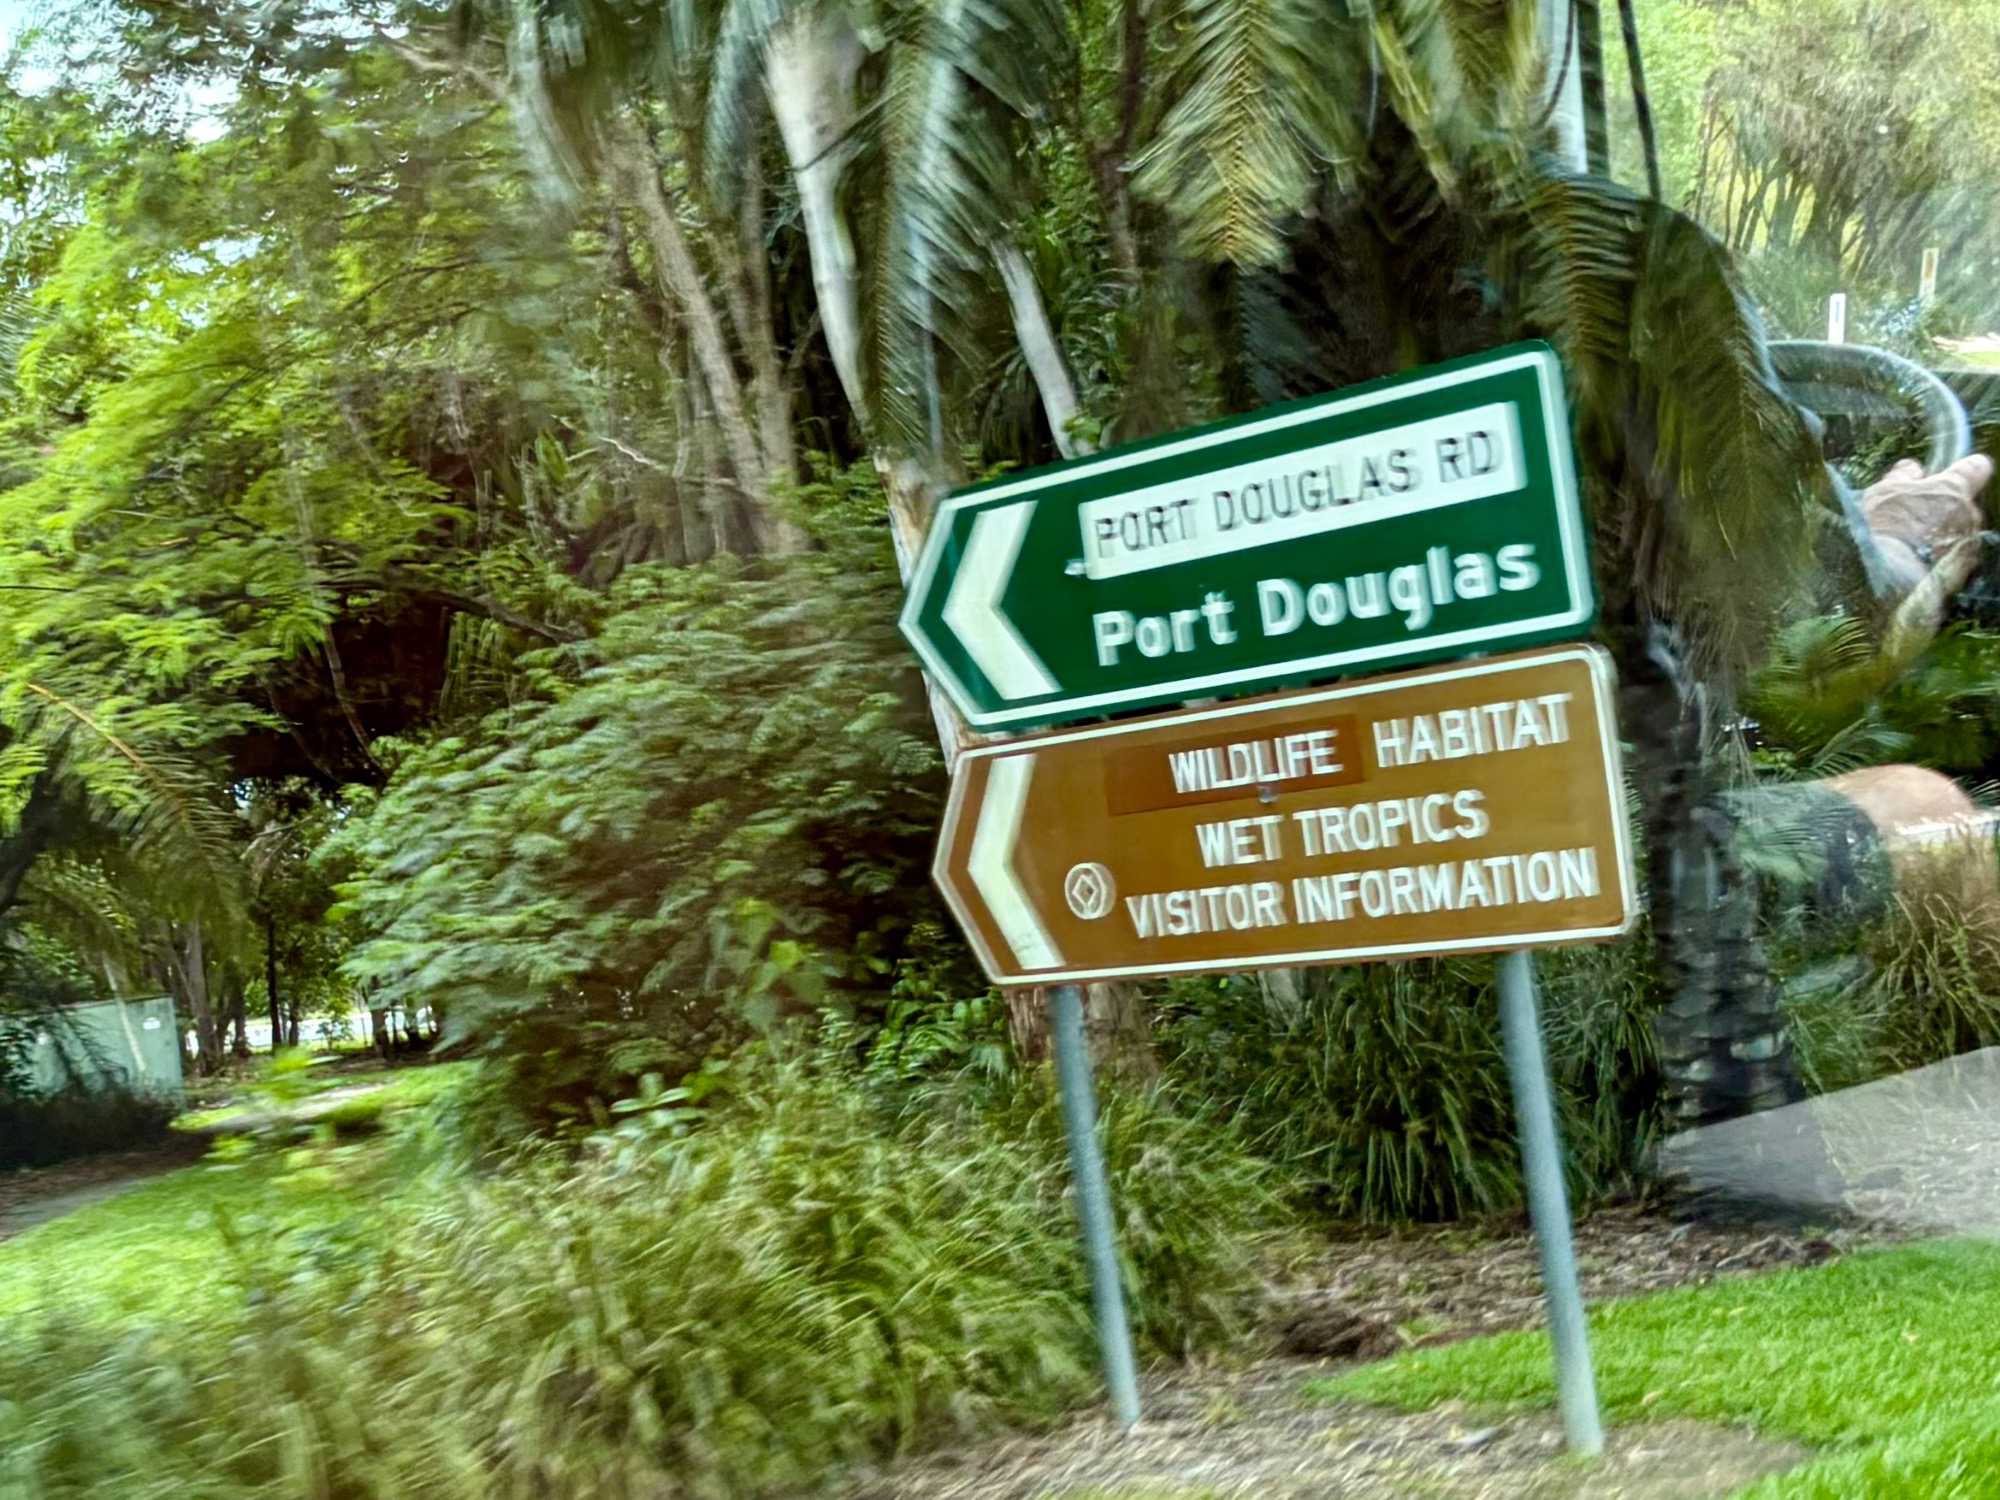 PORT DOUGLAS RD
Port Douglas
WILDLIFE HABITAT
WET TROPICS
VISITOR INFORMATION